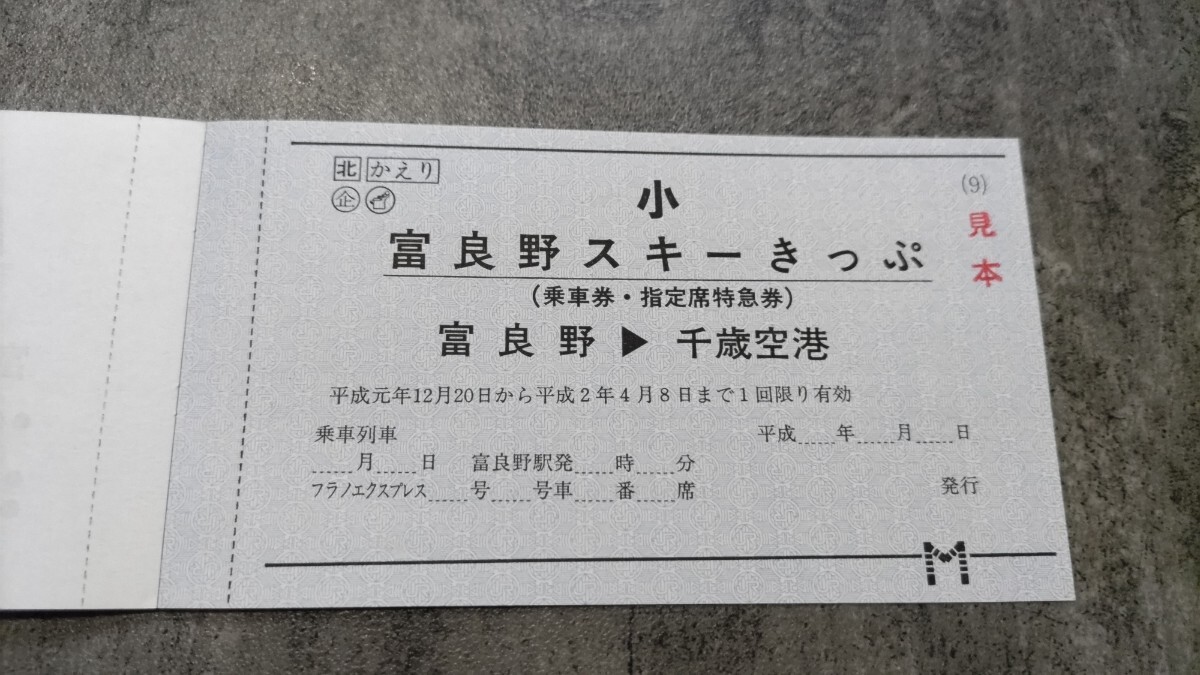 北 かえり
企
小
(9)
見本
富良野スキーきっぷ
(乗車券・指定席特急券)
富良野▶千歳空港
平成元年12月20日から平成2年4月8日まで1回限り有効
乗車列車
平成 年 月 日
月 日 富良野駅発 時 分
フラノエクスプレス 号 号車 番 席
発行
M